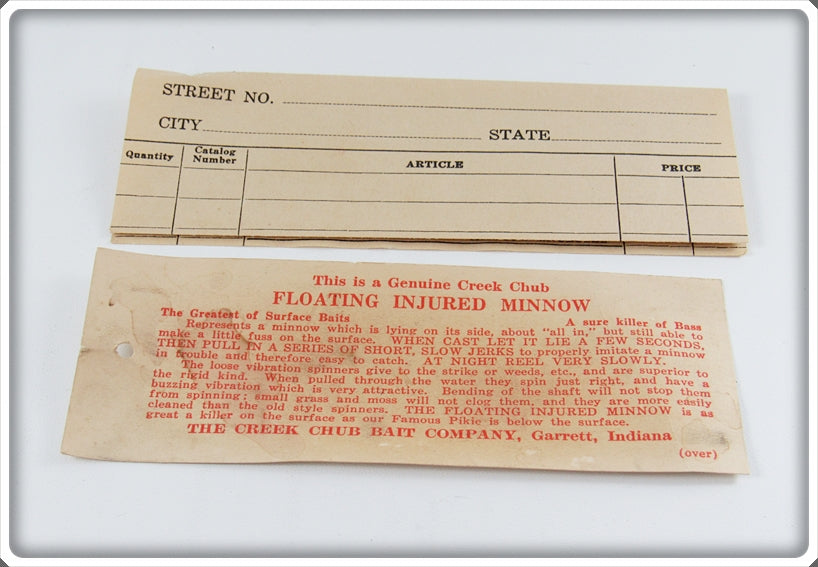 STREET NO.
CITY STATE
Quantity Catalog Number ARTICLE PRICE
This is a Genuine Creek Chub
FLOATING INJURED MINNOW
The Greatest of Surface Baits A sure killer of Bass
Represents a minnow which is lying on its side, about "all in," but still able to
make a little fuss on the surface. WHEN CAST LET IT LIE A FEW SECONDS,
THEN PULL IN A SERIES OF SHORT, SLOW JERKS to properly imitate a minnow
in trouble and therefore easy to catch. AT NIGHT REEL VERY SLOWLY.
The loose vibration spinners give to the strike or weeds, etc., and are superior to
the rigid kind. When pulled through the water they spin just right, and have a
buzzing vibration which is very attractive. Bending of the shaft will not stop them
from spinning; small grass and moss will not clog them, and they are more easily
cleaned than the old style spinners. THE FLOATING INJURED MINNOW is as
great a killer on the surface as our Famous Pikie is below the surface.
THE CREEK CHUB BAIT COMPANY, Garrett, Indiana
(over)